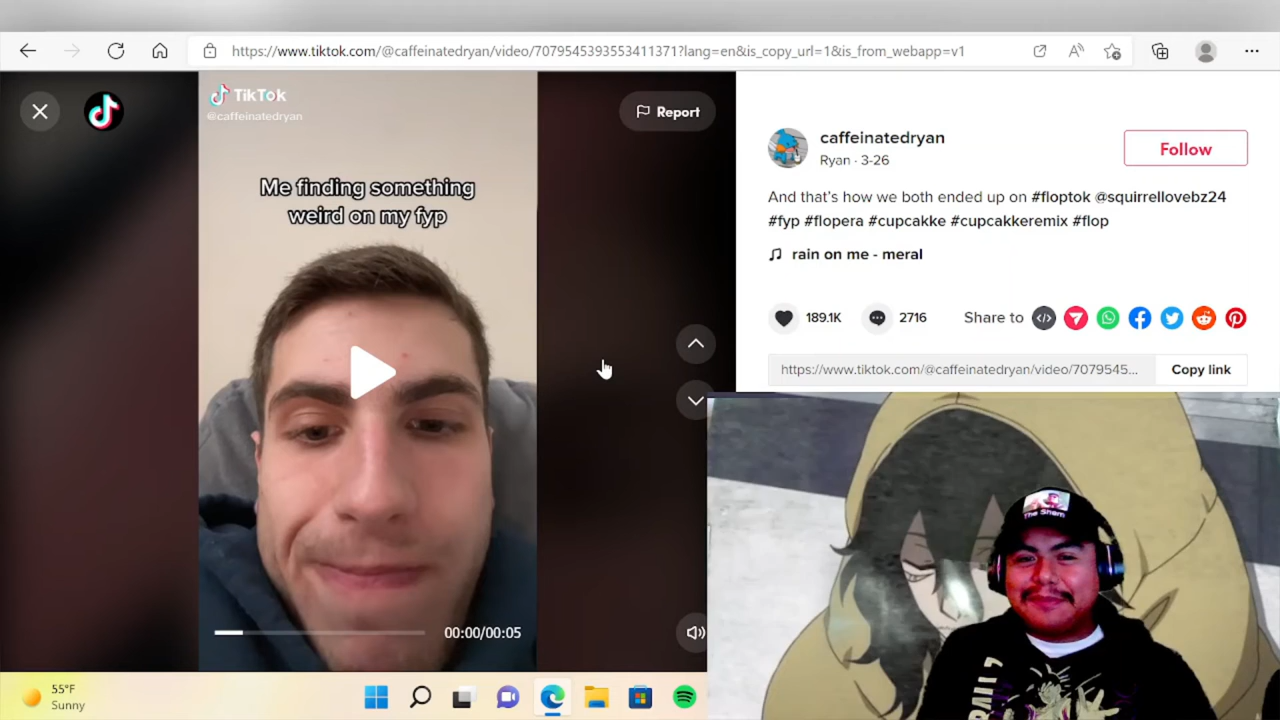 https://www.tiktok.com/@caffeinatedryan/video/7079545393553411371?lang=en&is_copy_url=1&is_from_webapp=v1
TikTok
@caffeinatedryan
Report
Me finding something
weird on my fyp
00:00/00:05
caffeinatedryan
Ryan · 3-26
Follow
And that's how we both ended up on #floptok @squirrellovebz24
#fyp #flopera #cupcakke #cupcakkeremix #flop
rain on me - meral
189.1K
2716
Share to
https://www.tiktok.com/@caffeinatedryan/video/7079545...
Copy link
The Sham
55°F
Sunny